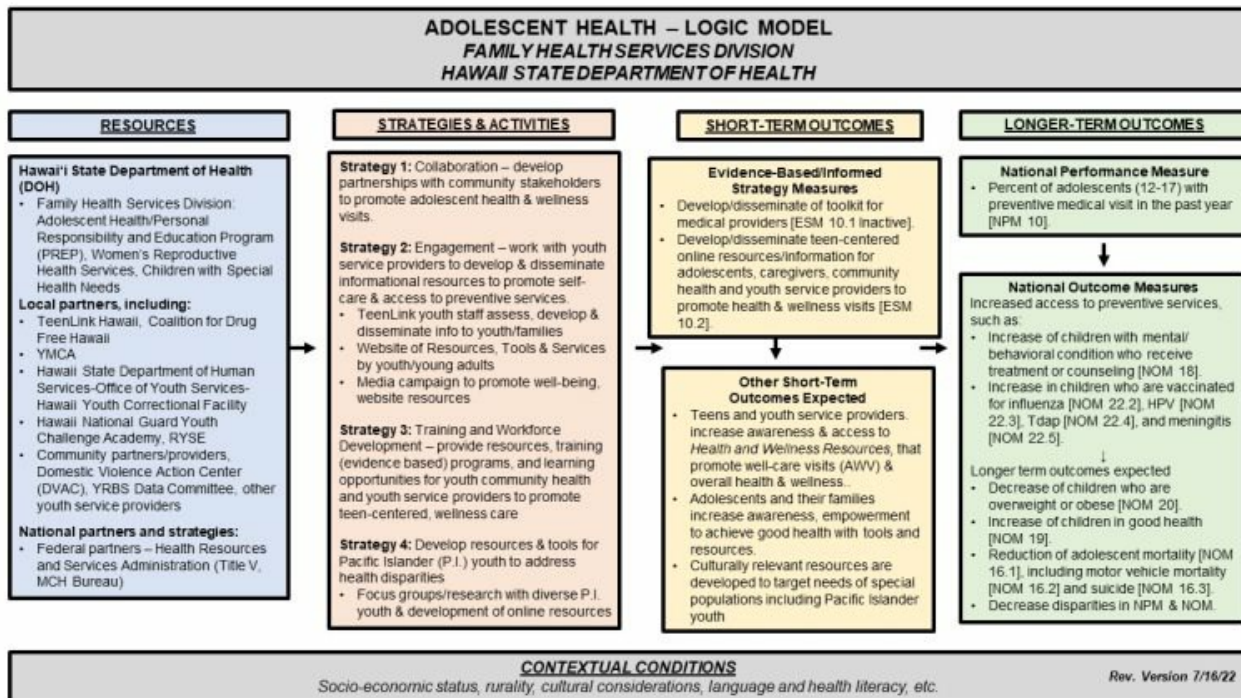 ADOLESCENT HEALTH – LOGIC MODEL
FAMILY HEALTH SERVICES DIVISION
HAWAII STATE DEPARTMENT OF HEALTH
RESOURCES
Hawai‘i State Department of Health
(DOH)
• Family Health Services Division:
Adolescent Health/Personal
Responsibility and Education Program
(PREP), Women's Reproductive
Health Services, Children with Special
Health Needs
Local partners, including:
• TeenLink Hawaii, Coalition for Drug
Free Hawaii
• YMCA
• Hawaii State Department of Human
Services-Office of Youth Services-
Hawaii Youth Correctional Facility
• Hawaii National Guard Youth
Challenge Academy, RYSE
• Community partners/providers,
Domestic Violence Action Center
(DVAC), YRBS Data Committee, other
youth service providers
National partners and strategies:
• Federal partners – Health Resources
and Services Administration (Title V,
MCH Bureau)
STRATEGIES & ACTIVITIES
Strategy 1: Collaboration – develop
partnerships with community stakeholders
to promote adolescent health & wellness
visits.
Strategy 2: Engagement – work with youth
service providers to develop & disseminate
informational resources to promote self-
care & access to preventive services.
• TeenLink youth staff assess, develop &
disseminate info to youth/families
• Website of Resources, Tools & Services
by youth/young adults
• Media campaign to promote well-being,
website resources
Strategy 3: Training and Workforce
Development – provide resources, training
(evidence based) programs, and learning
opportunities for youth community health
and youth service providers to promote
teen-centered, wellness care
Strategy 4: Develop resources & tools for
Pacific Islander (P.I.) youth to address
health disparities
• Focus groups/research with diverse P.I.
youth & development of online resources
SHORT-TERM OUTCOMES
Evidence-Based/Informed
Strategy Measures
• Develop/disseminate of toolkit for
medical providers [ESM 10.1 Inactive].
• Develop/disseminate teen-centered
online resources/information for
adolescents, caregivers, community
health and youth service providers to
promote health & wellness visits [ESM
10.2].
Other Short-Term
Outcomes Expected
• Teens and youth service providers.
increase awareness & access to
Health and Wellness Resources, that
promote well-care visits (AWV) &
overall health & wellness..
• Adolescents and their families
increase awareness, empowerment
to achieve good health with tools and
resources.
• Culturally relevant resources are
developed to target needs of special
populations including Pacific Islander
youth
LONGER-TERM OUTCOMES
National Performance Measure
• Percent of adolescents (12-17) with
preventive medical visit in the past year
[NPM 10].
National Outcome Measures
Increased access to preventive services,
such as:
• Increase of children with mental/
behavioral condition who receive
treatment or counseling [NOM 18].
• Increase in children who are vaccinated
for influenza [NOM 22.2], HPV [NOM
22.3], Tdap [NOM 22.4], and meningitis
[NOM 22.5].
↓
Longer term outcomes expected
• Decrease of children who are
overweight or obese [NOM 20].
• Increase of children in good health
[NOM 19].
• Reduction of adolescent mortality [NOM
16.1], including motor vehicle mortality
[NOM 16.2] and suicide [NOM 16.3].
• Decrease disparities in NPM & NOM.
CONTEXTUAL CONDITIONS
Socio-economic status, rurality, cultural considerations, language and health literacy, etc.
Rev. Version 7/16/22